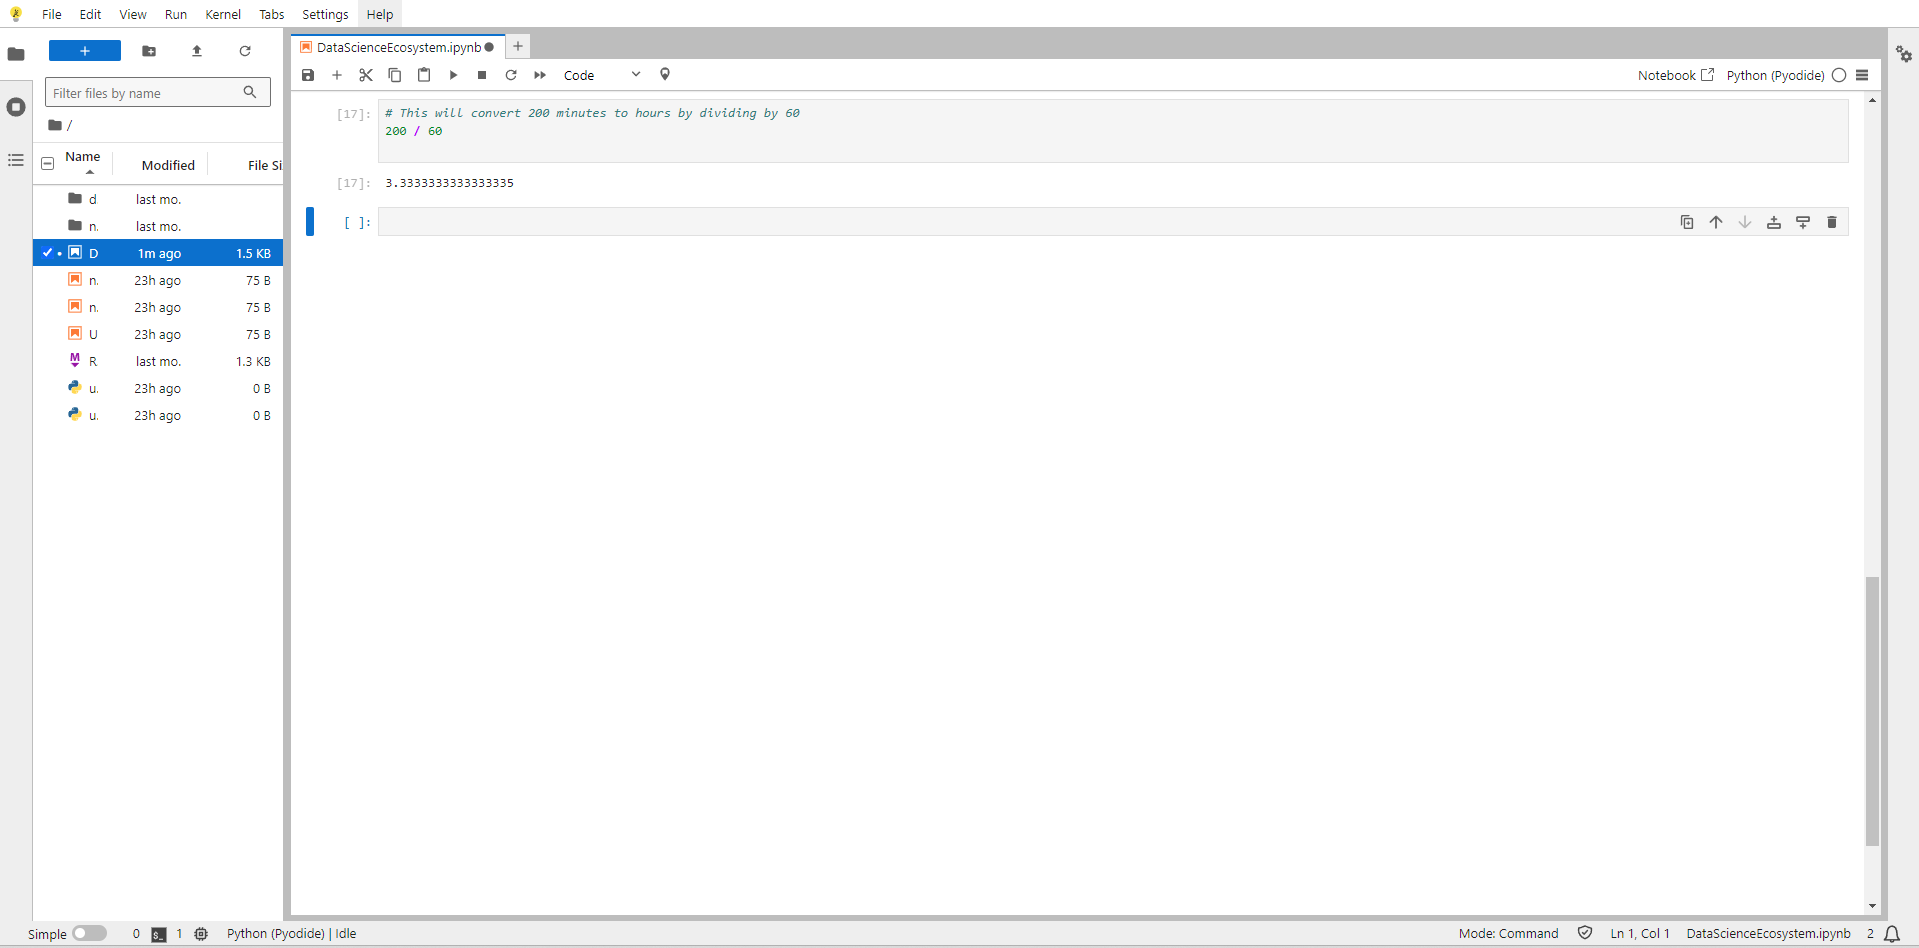 File Edit View Run Kernel Tabs Settings Help
Filter files by name
/
Name Modified File Si
d last mo.
n. last mo.
D 1m ago 1.5 KB
n. 23h ago 75 B
n. 23h ago 75 B
U 23h ago 75 B
R last mo. 1.3 KB
u. 23h ago 0 B
u. 23h ago 0 B
DataScienceEcosystem.ipynb
Code
Notebook Python (Pyodide)
[17]: # This will convert 200 minutes to hours by dividing by 60
200 / 60
[17]: 3.3333333333333335
[ ]:
Simple 0 1 Python (Pyodide) | Idle Mode: Command Ln 1, Col 1 DataScienceEcosystem.ipynb 2